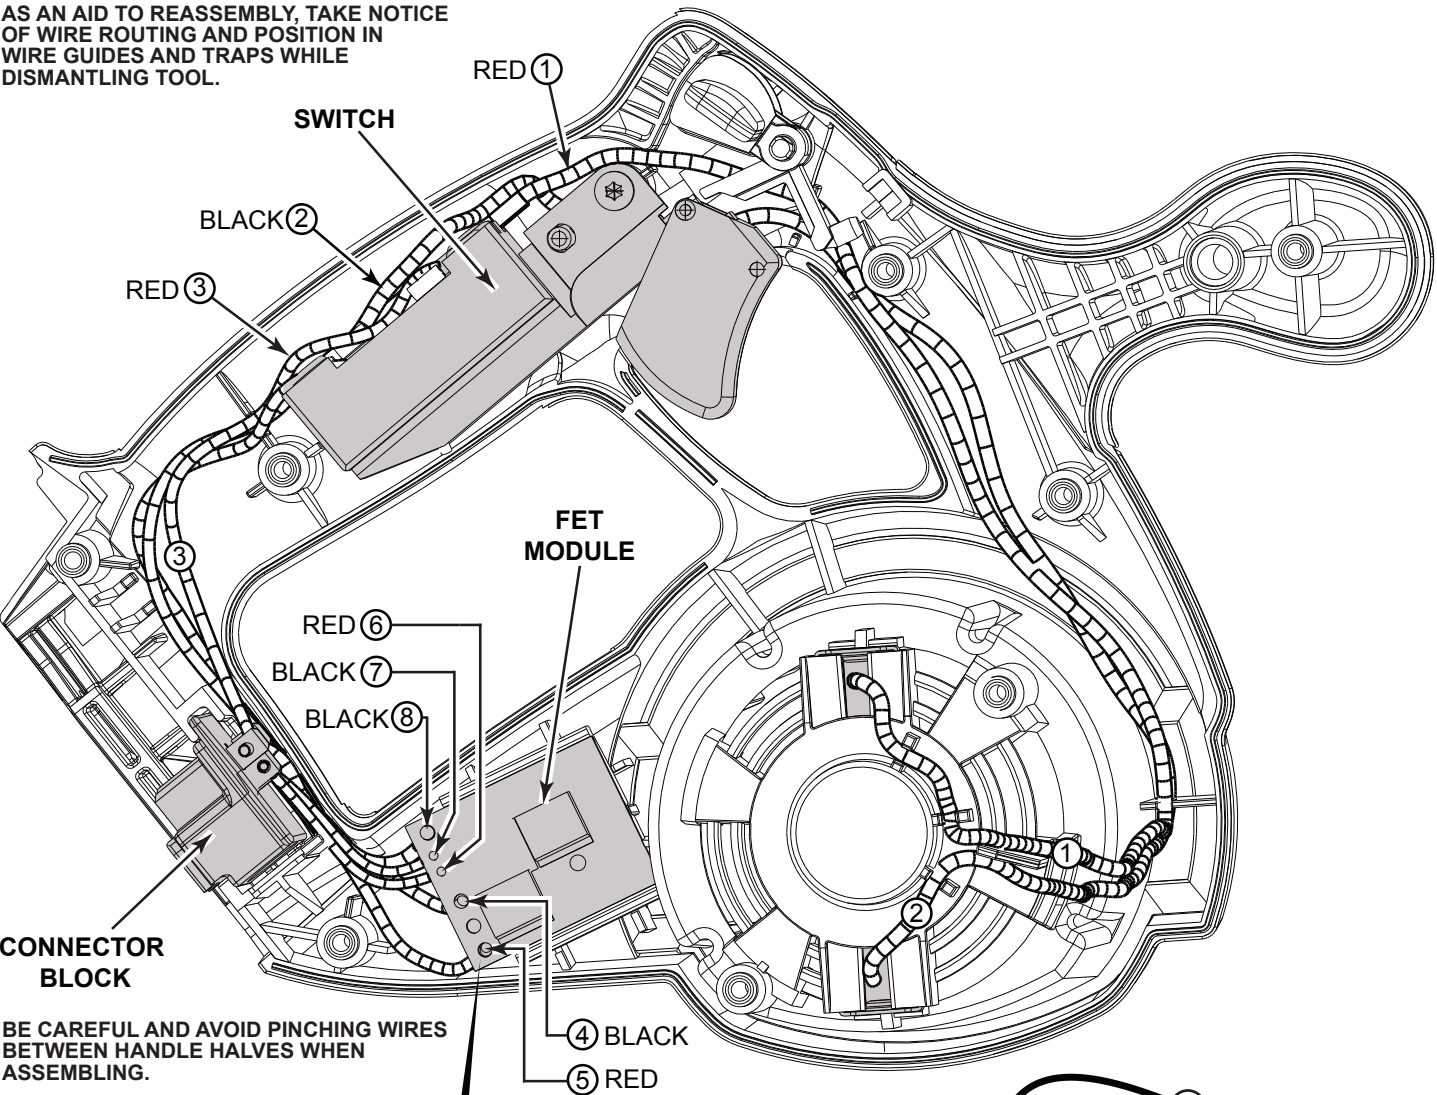 AS AN AID TO REASSEMBLY, TAKE NOTICE
OF WIRE ROUTING AND POSITION IN
WIRE GUIDES AND TRAPS WHILE
DISMANTLING TOOL.
RED 1
SWITCH
BLACK 2
RED 3
3
FET
MODULE
RED 6
BLACK 7
BLACK 8
1
2
CONNECTOR
BLOCK
BE CAREFUL AND AVOID PINCHING WIRES
BETWEEN HANDLE HALVES WHEN
ASSEMBLING.
4 BLACK
5 RED